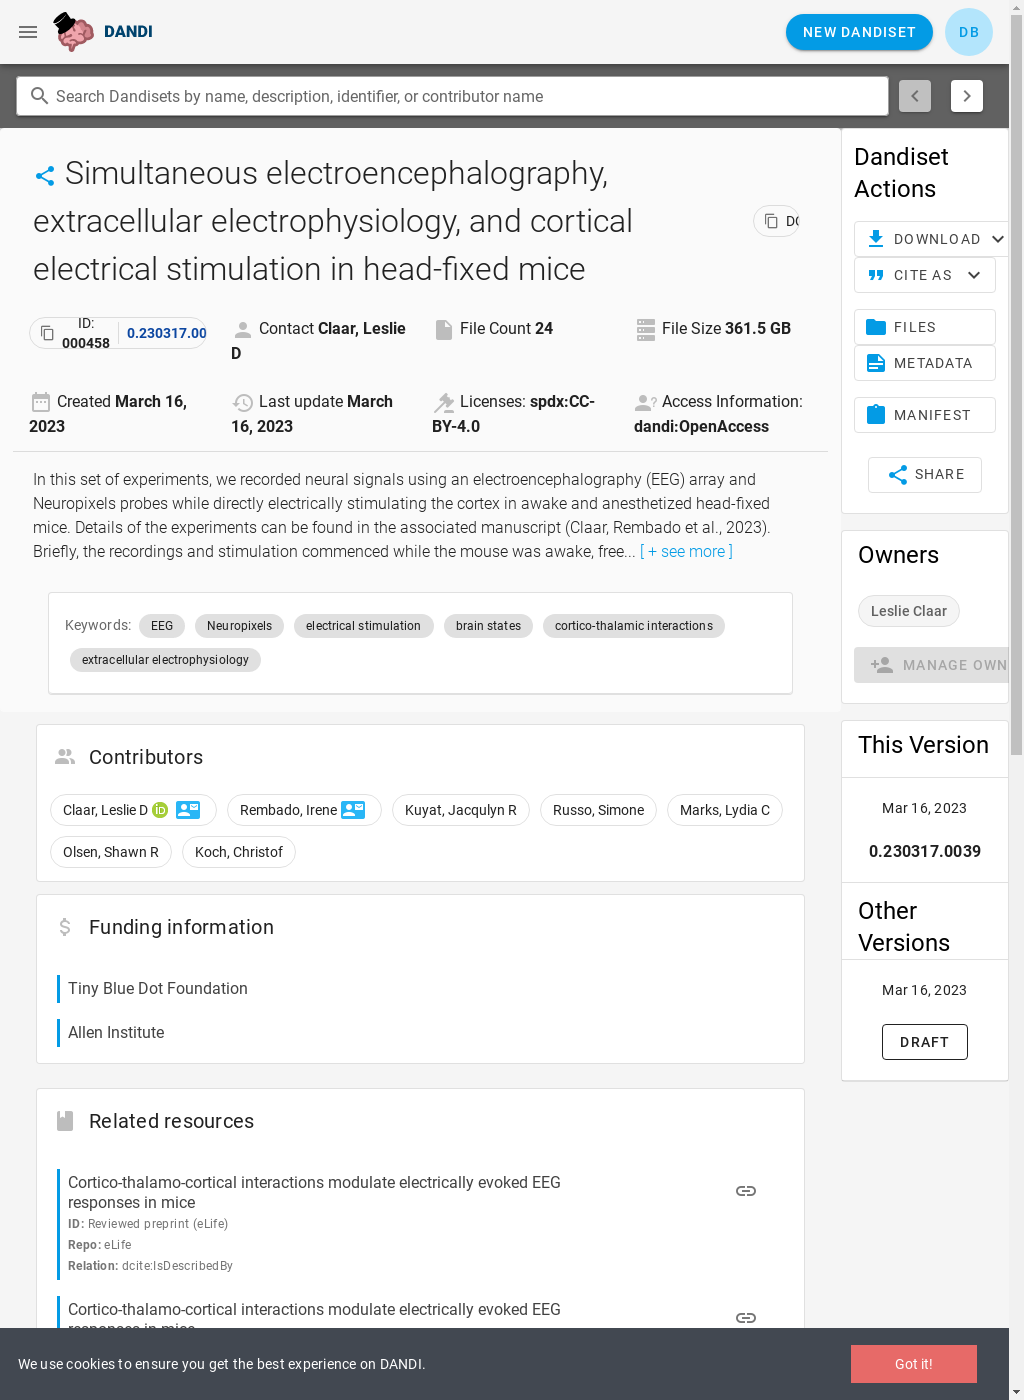 DANDI
NEW DANDISET
DB
Search Dandisets by name, description, identifier, or contributor name
Simultaneous electroencephalography,
extracellular electrophysiology, and cortical
electrical stimulation in head-fixed mice
ID:
000458
0.230317.00
Contact Claar, Leslie
D
File Count 24
File Size 361.5 GB
Created March 16,
2023
Last update March
16, 2023
Licenses: spdx:CC-
BY-4.0
Access Information:
dandi:OpenAccess
In this set of experiments, we recorded neural signals using an electroencephalography (EEG) array and
Neuropixels probes while directly electrically stimulating the cortex in awake and anesthetized head-fixed
mice. Details of the experiments can be found in the associated manuscript (Claar, Rembado et al., 2023).
Briefly, the recordings and stimulation commenced while the mouse was awake, free... [ + see more ]
Keywords: EEG Neuropixels electrical stimulation brain states cortico-thalamic interactions
extracellular electrophysiology
Contributors
Claar, Leslie D iD Rembado, Irene Kuyat, Jacqulyn R Russo, Simone Marks, Lydia C
Olsen, Shawn R Koch, Christof
Funding information
Tiny Blue Dot Foundation
Allen Institute
Related resources
Cortico-thalamo-cortical interactions modulate electrically evoked EEG
responses in mice
ID: Reviewed preprint (eLife)
Repo: eLife
Relation: dcite:IsDescribedBy
Cortico-thalamo-cortical interactions modulate electrically evoked EEG
responses in mice
Dandiset
Actions
DOWNLOAD
CITE AS
FILES
METADATA
MANIFEST
SHARE
Owners
Leslie Claar
MANAGE OWN
This Version
Mar 16, 2023
0.230317.0039
Other
Versions
Mar 16, 2023
DRAFT
We use cookies to ensure you get the best experience on DANDI.
Got it!